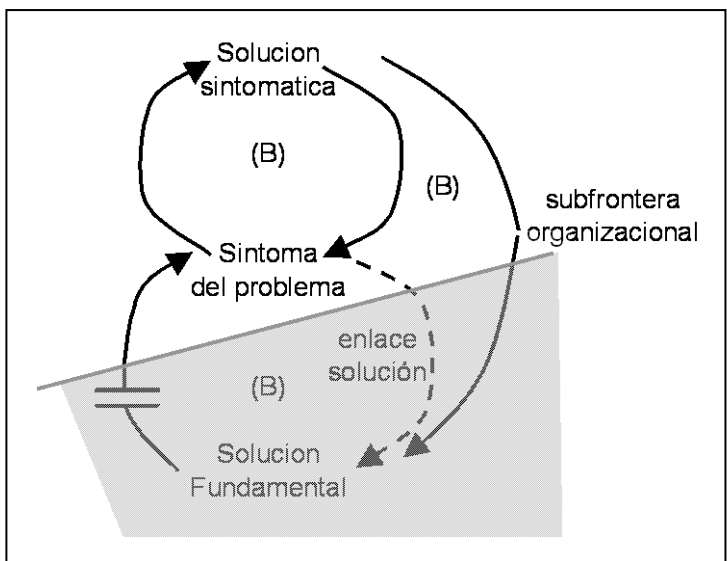 Solucion
sintomatica
(B)
(B)
subfrontera
organizacional
Sintoma
del problema
enlace
solución
(B)
Solucion
Fundamental